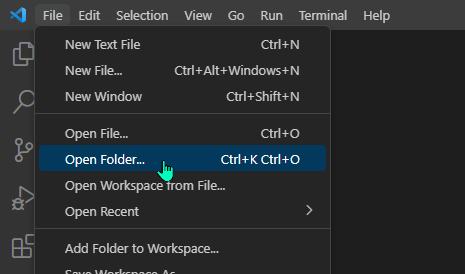 File Edit Selection View Go Run Terminal Help
New Text File Ctrl+N
New File... Ctrl+Alt+Windows+N
New Window Ctrl+Shift+N
Open File... Ctrl+O
Open Folder... Ctrl+K Ctrl+O
Open Workspace from File...
Open Recent
Add Folder to Workspace...
Save Workspace As...